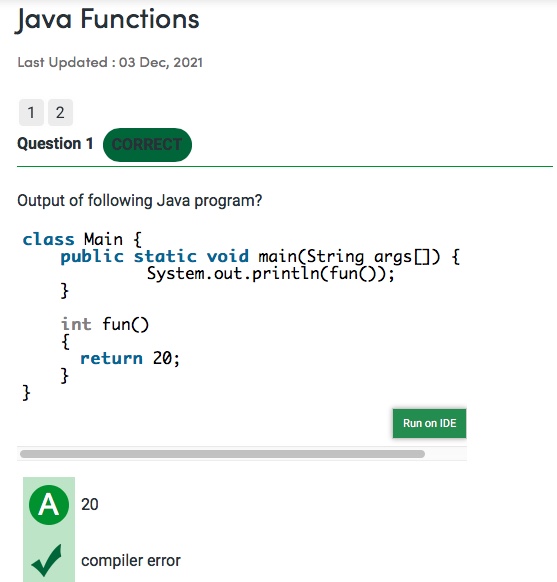 Java Functions
Last Updated : 03 Dec, 2021
1 2
Question 1 CORRECT
Output of following Java program?
class Main {
    public static void main(String args[]) {
            System.out.println(fun());
    }
    int fun()
    {
      return 20;
    }
}
Run on IDE
A 20
compiler error